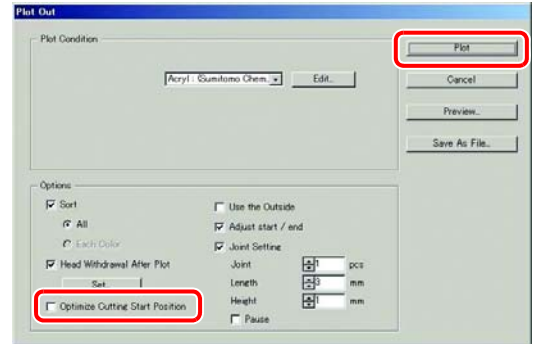 Plot Out
Plot Condition
Acryl : (Sumitomo Chem.
Edit..
Plot
Cancel
Preview..
Save As File..
Options
Sort
All
Each Color
Head Withdrawal After Plot
Set..
Optimize Cutting Start Position
Use the Outside
Adjust start / end
Joint Setting
Joint 1 pcs
Length 3 mm
Height 1 mm
Pause